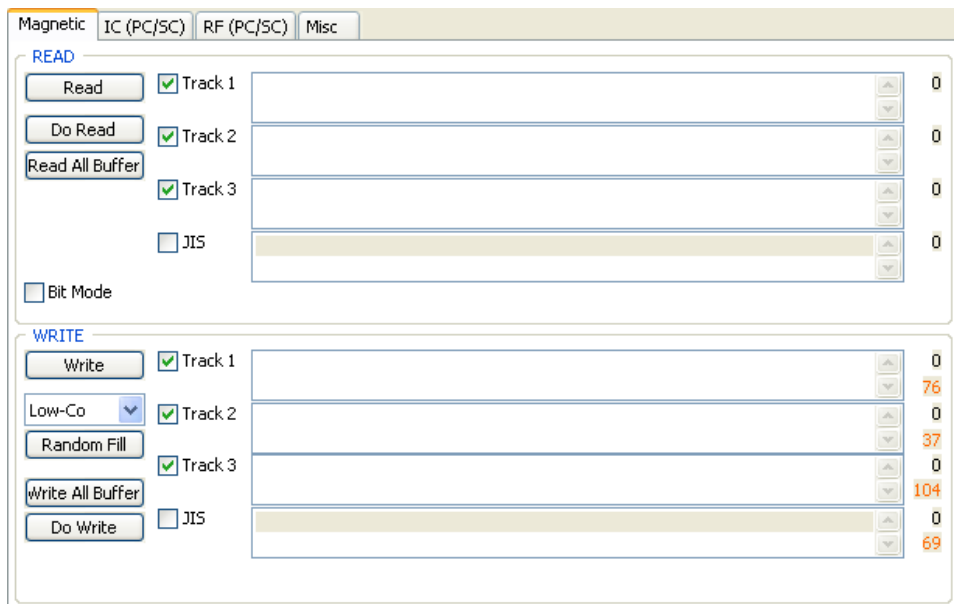 Magnetic IC (PC/SC) RF (PC/SC) Misc
READ
Read Track 1 0
Do Read Track 2 0
Read All Buffer
Track 3 0
JIS 0
Bit Mode
WRITE
Write Track 1 0
76
Low-Co Track 2 0
Random Fill 37
Track 3 0
Write All Buffer 104
Do Write JIS 0
69